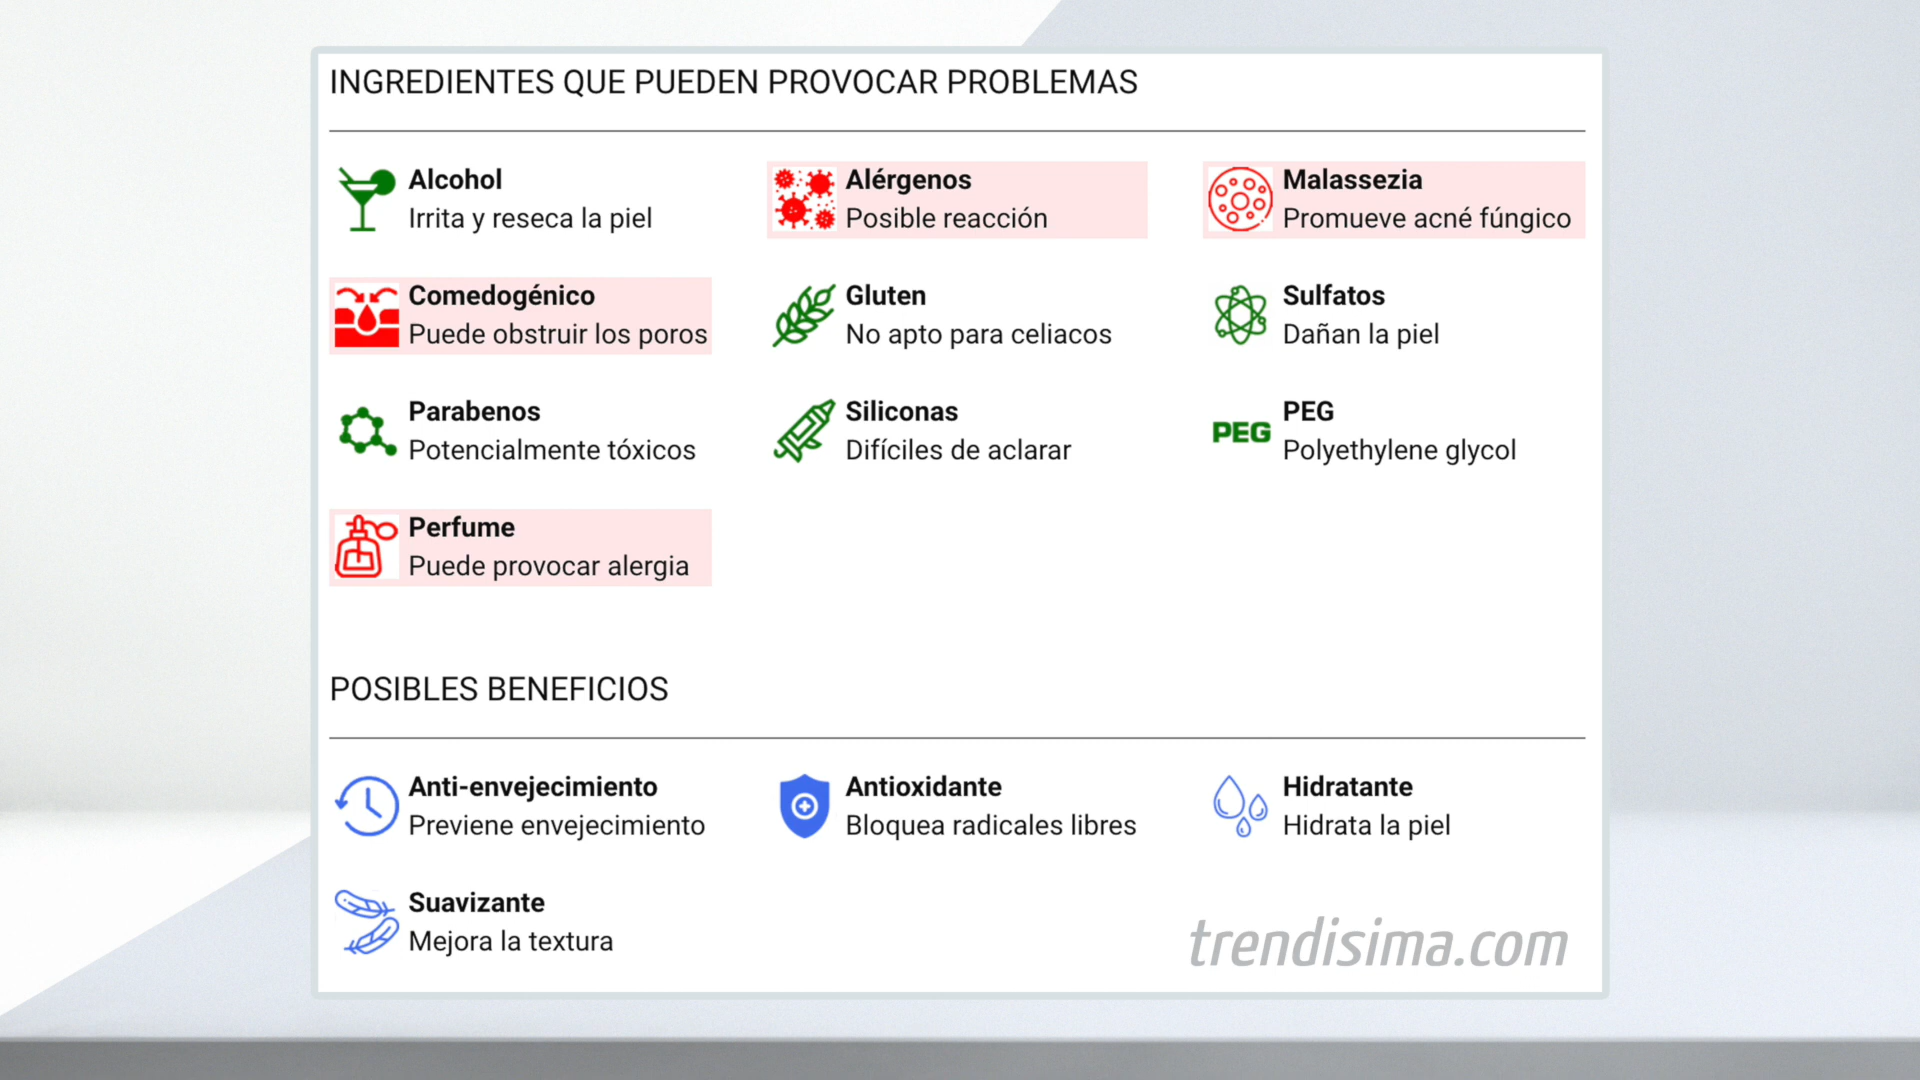 INGREDIENTES QUE PUEDEN PROVOCAR PROBLEMAS
Alcohol
Irrita y reseca la piel
Alérgenos
Posible reacción
Malassezia
Promueve acné fúngico
Comedogénico
Puede obstruir los poros
Gluten
No apto para celiacos
Sulfatos
Dañan la piel
Parabenos
Potencialmente tóxicos
Siliconas
Difíciles de aclarar
PEG
PEG
Polyethylene glycol
Perfume
Puede provocar alergia
POSIBLES BENEFICIOS
Anti-envejecimiento
Previene envejecimiento
Antioxidante
Bloquea radicales libres
Hidratante
Hidrata la piel
Suavizante
Mejora la textura
trendisima.com